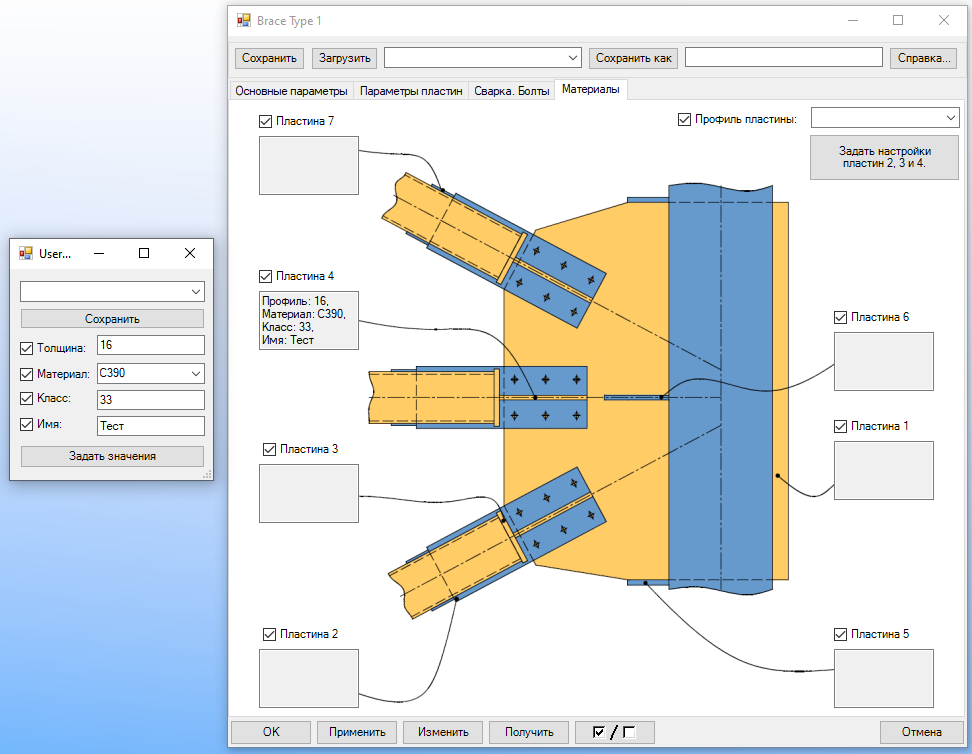 Brace Type 1
Сохранить
Загрузить
Сохранить как
Справка...
Основные параметры
Параметры пластин
Сварка. Болты
Материалы
Пластина 7
Профиль пластины:
Задать настройки
пластин 2, 3 и 4.
Пластина 4
Профиль: 16,
Материал: С390,
Класс: 33,
Имя: Тест
Пластина 6
Пластина 1
Пластина 3
Пластина 2
Пластина 5
OK
Применить
Изменить
Получить
/
Отмена
User...
Сохранить
Толщина:
16
Материал:
С390
Класс:
33
Имя:
Тест
Задать значения